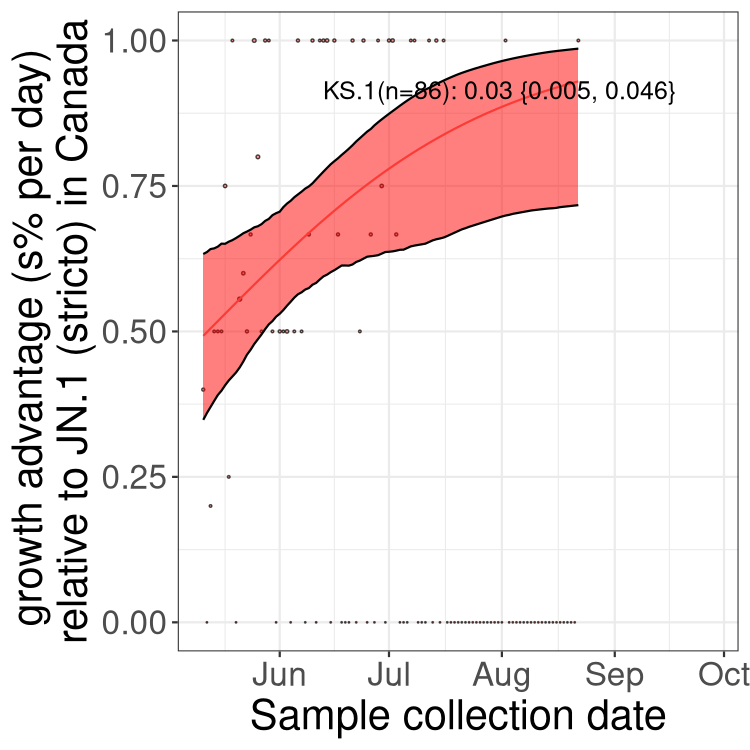 growth advantage (s% per day)
relative to JN.1 (stricto) in Canada
1.00
0.75
0.50
0.25
0.00
KS.1(n=86): 0.03 {0.005, 0.046}
Jun
Jul
Aug
Sep
Oct
Sample collection date